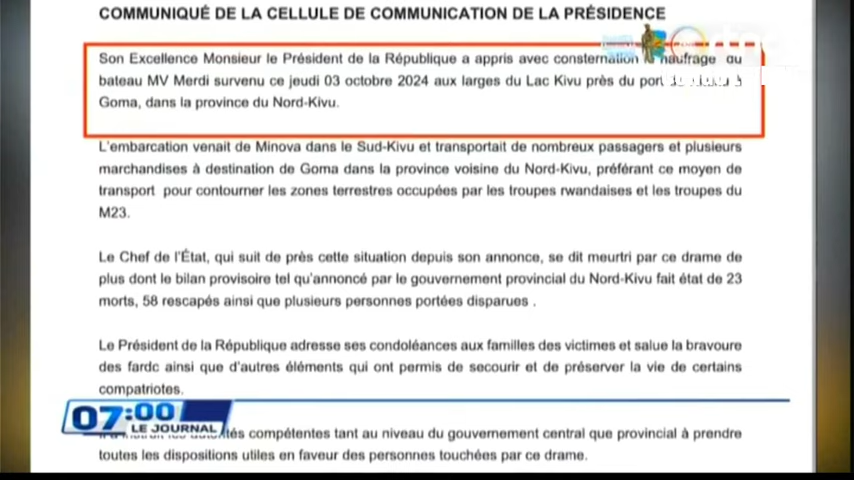 COMMUNIQUÉ DE LA CELLULE DE COMMUNICATION DE LA PRÉSIDENCE
Son Excellence Monsieur le Président de la République a appris avec consternation naufrage du
bateau MV Merdi survenu ce jeudi 03 octobre 2024 aux larges du Lac Kivu près du port à
Goma, dans la province du Nord-Kivu.
L'embarcation venait de Minova dans le Sud-Kivu et transportait de nombreux passagers et plusieurs
marchandises à destination de Goma dans la province voisine du Nord-Kivu, préférant ce moyen de
transport pour contourner les zones terrestres occupées par les troupes rwandaises et les troupes du
M23.
Le Chef de l'État, qui suit de près cette situation depuis son annonce, se dit meurtri par ce drame de
plus dont le bilan provisoire tel qu'annoncé par le gouvernement provincial du Nord-Kivu fait état de 23
morts, 58 rescapés ainsi que plusieurs personnes portées disparues .
Le Président de la République adresse ses condoléances aux familles des victimes et salue la bravoure
des fardc ainsi que d'autres éléments qui ont permis de secourir et de préserver la vie de certains
compatriotes.
07:00
LE JOURNAL
compétentes tant au niveau du gouvernement central que provincial à prendre
toutes les dispositions utiles en faveur des personnes touchées par ce drame.